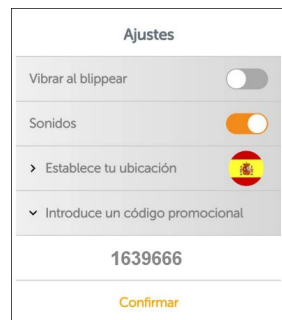 Ajustes
Vibrar al blippear
Sonidos
Establece tu ubicación
Introduce un código promocional
1639666
Confirmar